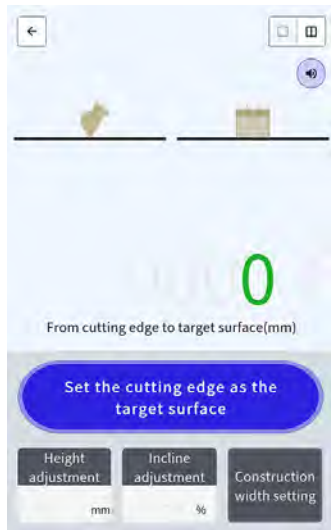 0
From cutting edge to target surface(mm)
Set the cutting edge as the
target surface
Height
adjustment
mm
Incline
adjustment
%
Construction
width setting